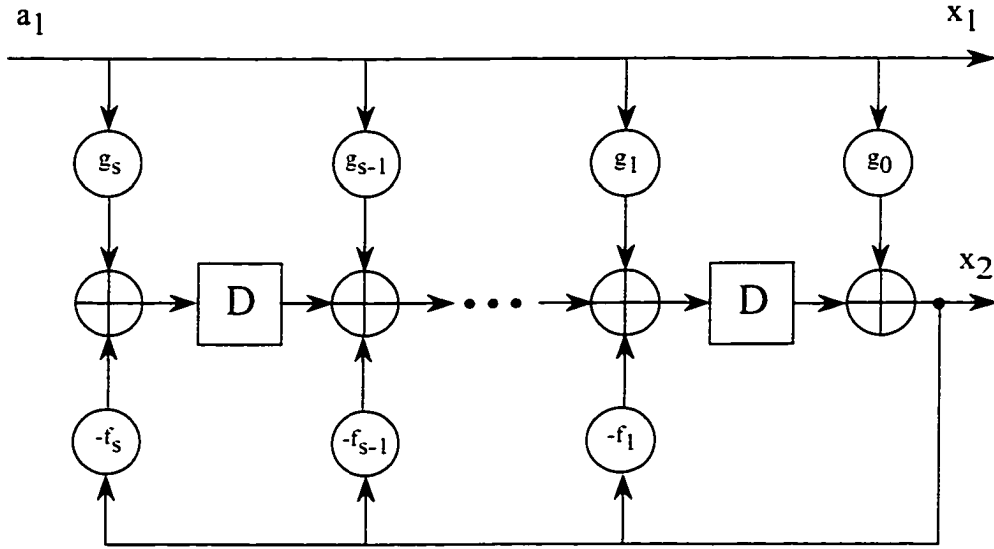 a₁ x₁
gₛ gₛ₋₁ g₁ g₀
D • • • D x₂
-fₛ -fₛ₋₁ -f₁